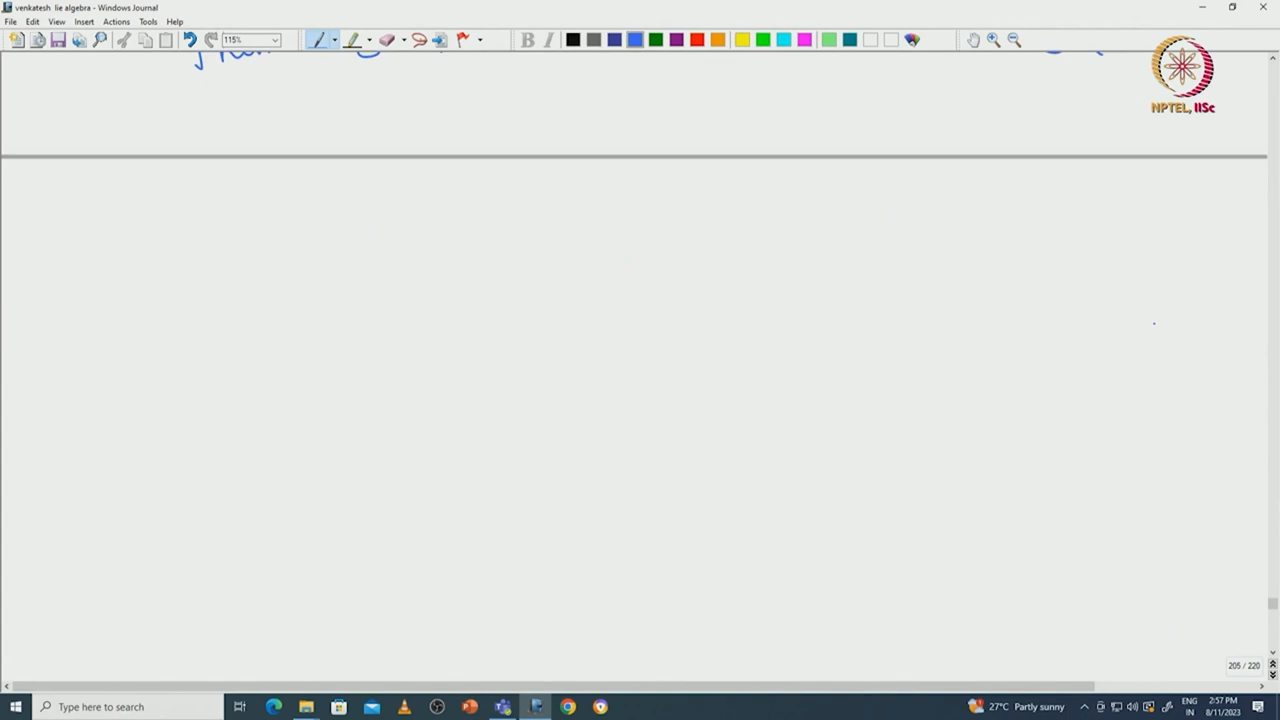 venkatesh lie algebra - Windows Journal
File Edit View Insert Actions Tools Help
115%
B I
NPTEL, IISc
205 / 220
Type here to search
27°C Partly sunny
ENG
IN
2:57 PM
8/11/2023